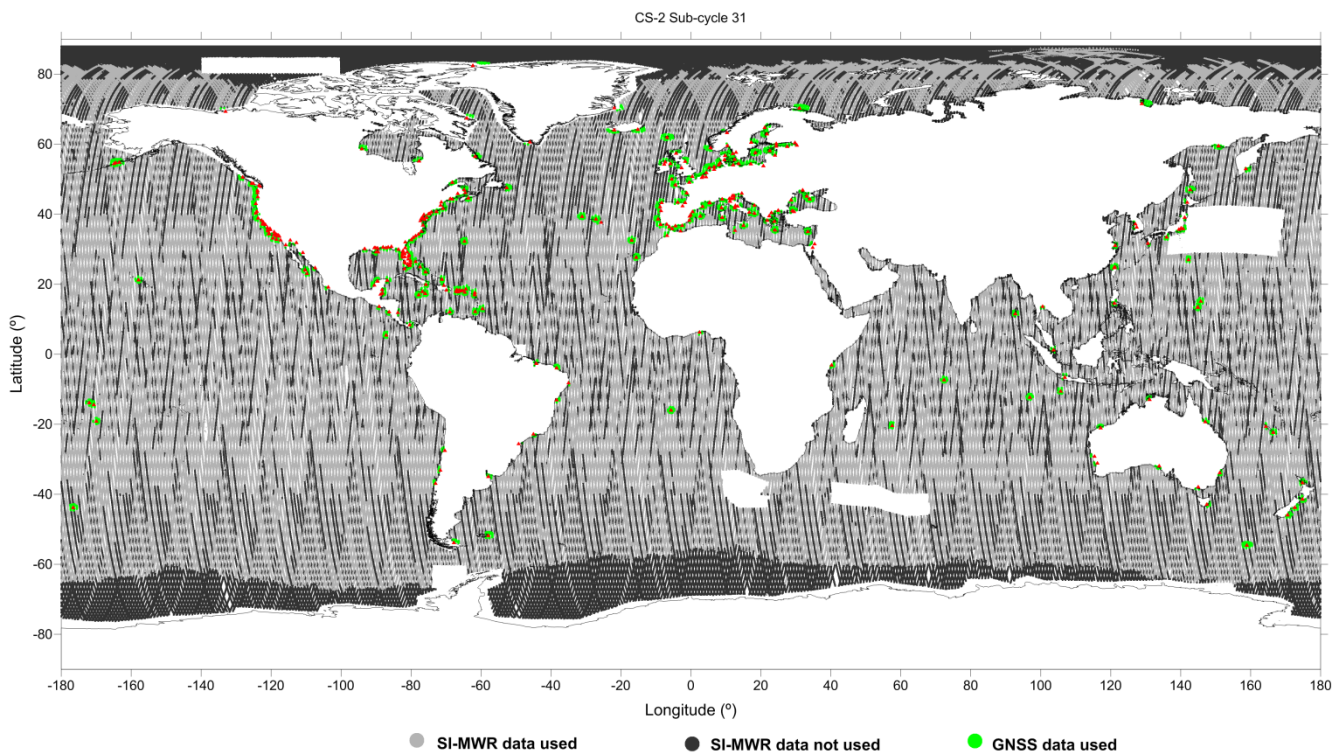 CS-2 Sub-cycle 31
80
60
40
20
0
-20
-40
-60
-80
Latitude (º)
-180 -160 -140 -120 -100 -80 -60 -40 -20 0 20 40 60 80 100 120 140 160 180
Longitude (º)
SI-MWR data used SI-MWR data not used GNSS data used